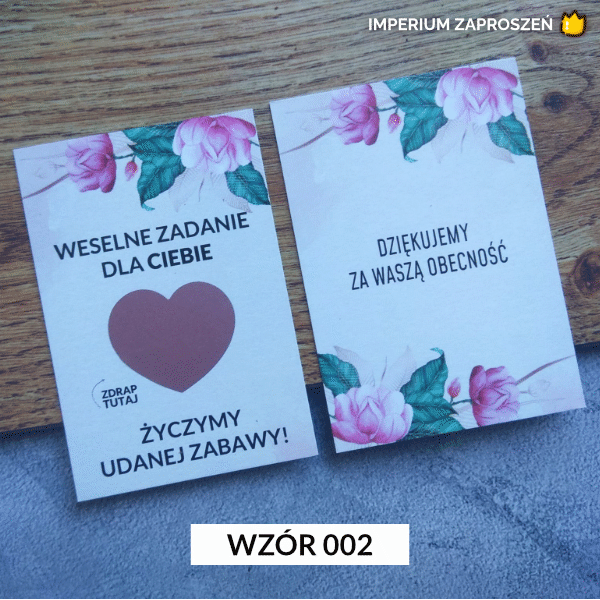 IMPERIUM ZAPROSZEŃ
WESELNE ZADANIE
DLA CIEBIE
ZDRAP
TUTAJ
ŻYCZYMY
UDANEJ ZABAWY!
DZIĘKUJEMY
ZA WASZĄ OBECNOŚĆ
WZÓR 002